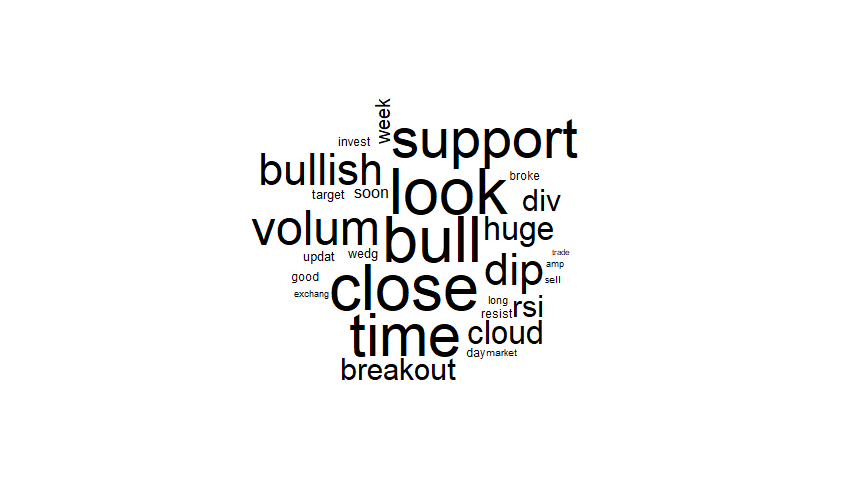 week
support
invest
bullish
broke
target
soon
look
div
volum
bull
huge
updat
wedg
trade
dip
amp
sell
good
close
exchang
long
rsi
resist
time
cloud
day
market
breakout